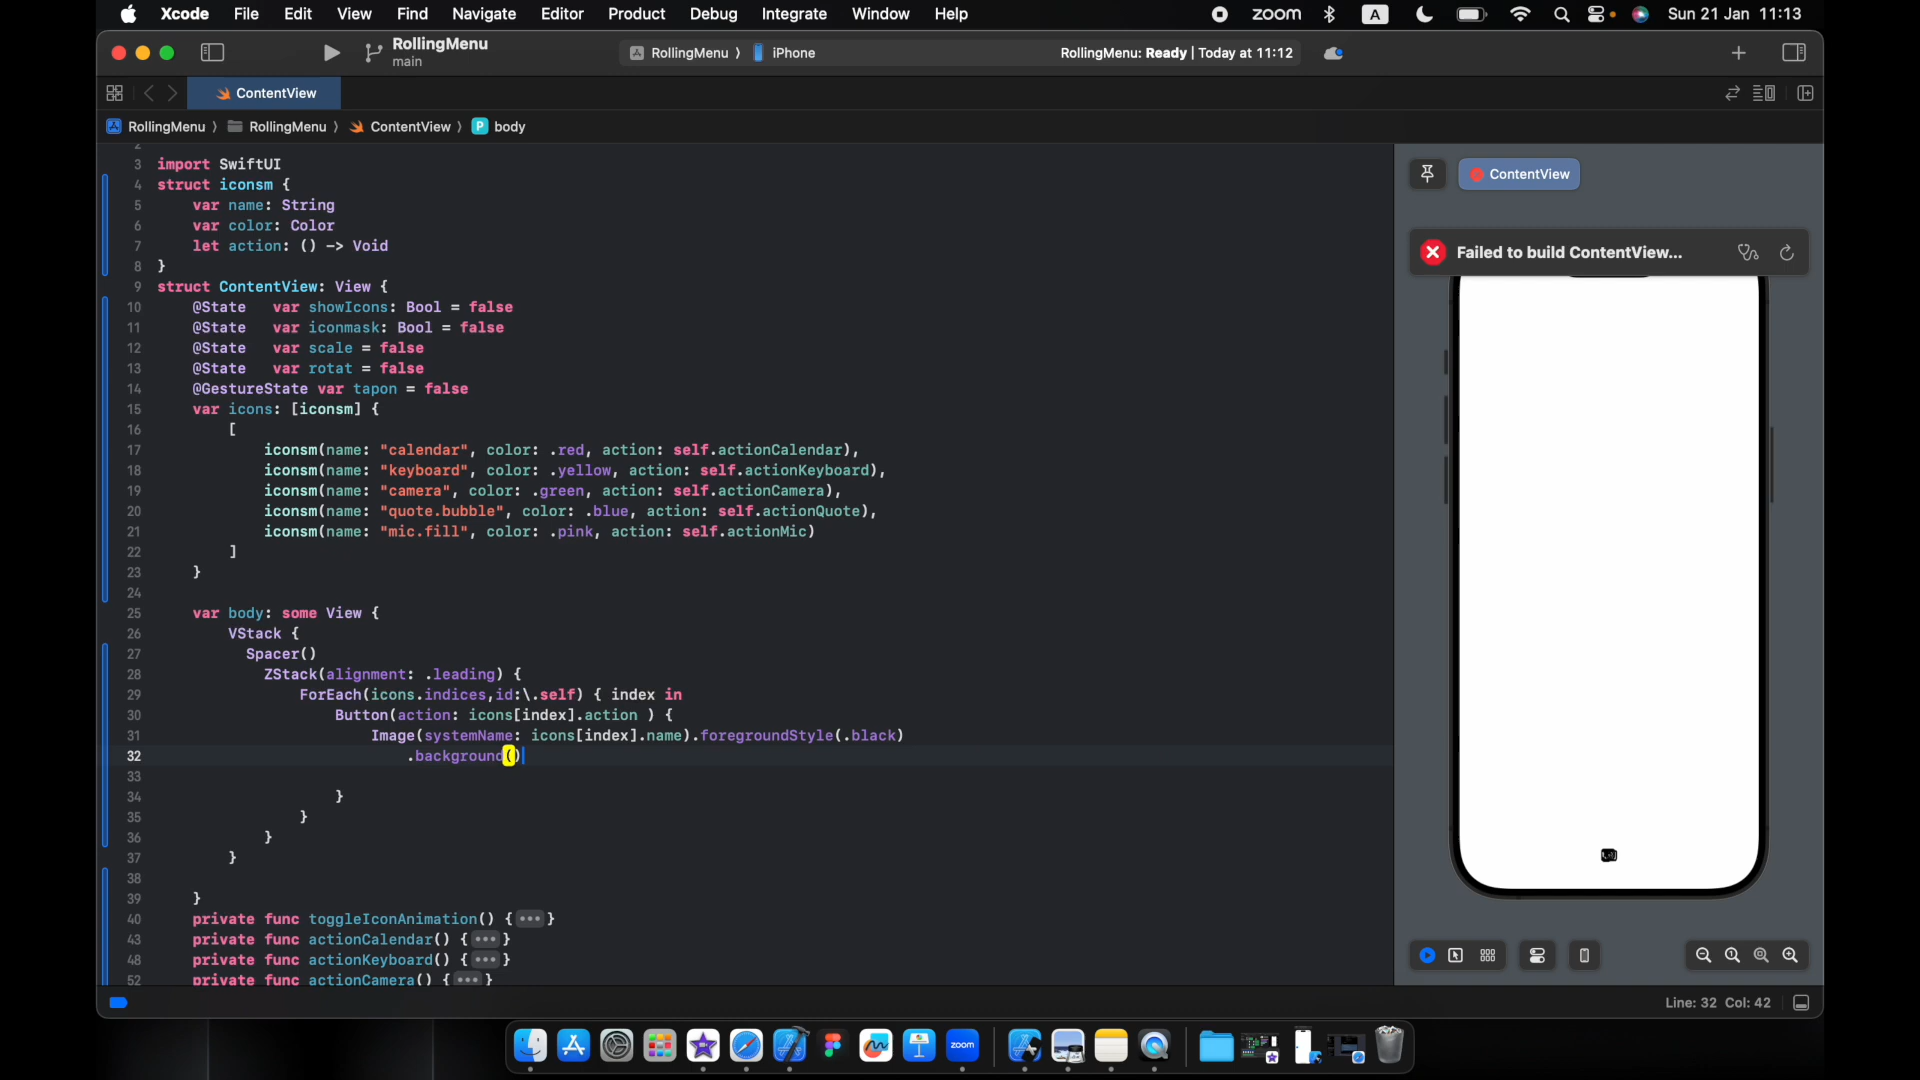 Xcode File Edit View Find Navigate Editor Product Debug Integrate Window Help zoom A Sun 21 Jan 11:13
RollingMenu
main
RollingMenu ⟩ iPhone
RollingMenu: Ready | Today at 11:12
ContentView
RollingMenu ⟩ RollingMenu ⟩ ContentView ⟩ P body
2
3 import SwiftUI
4 struct iconsm {
5 var name: String
6 var color: Color
7 let action: () -> Void
8 }
9 struct ContentView: View {
10 @State var showIcons: Bool = false
11 @State var iconmask: Bool = false
12 @State var scale = false
13 @State var rotat = false
14 @GestureState var tapon = false
15 var icons: [iconsm] {
16 [
17 iconsm(name: "calendar", color: .red, action: self.actionCalendar),
18 iconsm(name: "keyboard", color: .yellow, action: self.actionKeyboard),
19 iconsm(name: "camera", color: .green, action: self.actionCamera),
20 iconsm(name: "quote.bubble", color: .blue, action: self.actionQuote),
21 iconsm(name: "mic.fill", color: .pink, action: self.actionMic)
22 ]
23 }
24
25 var body: some View {
26 VStack {
27 Spacer()
28 ZStack(alignment: .leading) {
29 ForEach(icons.indices,id:\.self) { index in
30 Button(action: icons[index].action ) {
31 Image(systemName: icons[index].name).foregroundStyle(.black)
32 .background()
33
34 }
35 }
36 }
37 }
38
39 }
40 private func toggleIconAnimation() {•••}
43 private func actionCalendar() {•••}
48 private func actionKeyboard() {•••}
52 private func actionCamera() {•••}
ContentView
Failed to build ContentView...
Line: 32 Col: 42
zoom